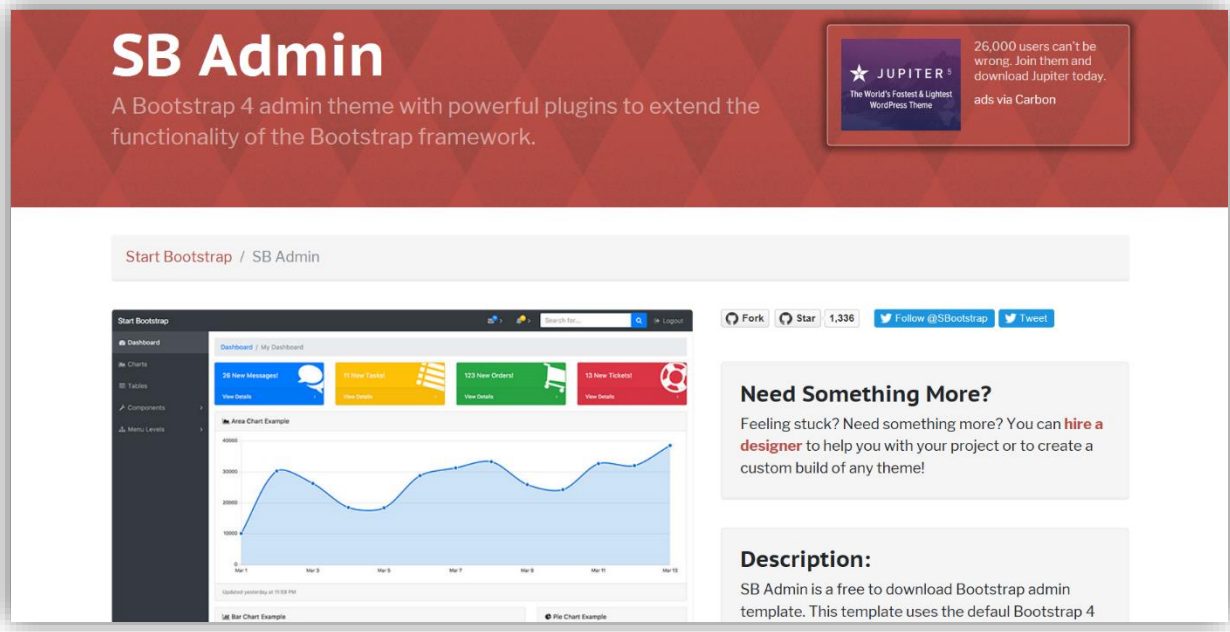 SB Admin
A Bootstrap 4 admin theme with powerful plugins to extend the
functionality of the Bootstrap framework.
JUPITER 5
The World's Fastest & Lightest
WordPress Theme
26,000 users can't be
wrong. Join them and
download Jupiter today.
ads via Carbon
Start Bootstrap / SB Admin
Start Bootstrap
Search for...
Logout
Dashboard
Charts
Tables
Components
Menu Levels
Dashboard / My Dashboard
26 New Messages!
View Details
11 New Tasks!
View Details
123 New Orders!
View Details
13 New Tickets!
View Details
Area Chart Example
40000
30000
20000
10000
0
Mar 1 Mar 3 Mar 5 Mar 7 Mar 9 Mar 11 Mar 13
Updated yesterday at 11:59 PM
Bar Chart Example
Pie Chart Example
Fork Star 1,336 Follow @SBootstrap Tweet
Need Something More?
Feeling stuck? Need something more? You can hire a
designer to help you with your project or to create a
custom build of any theme!
Description:
SB Admin is a free to download Bootstrap admin
template. This template uses the defaul Bootstrap 4